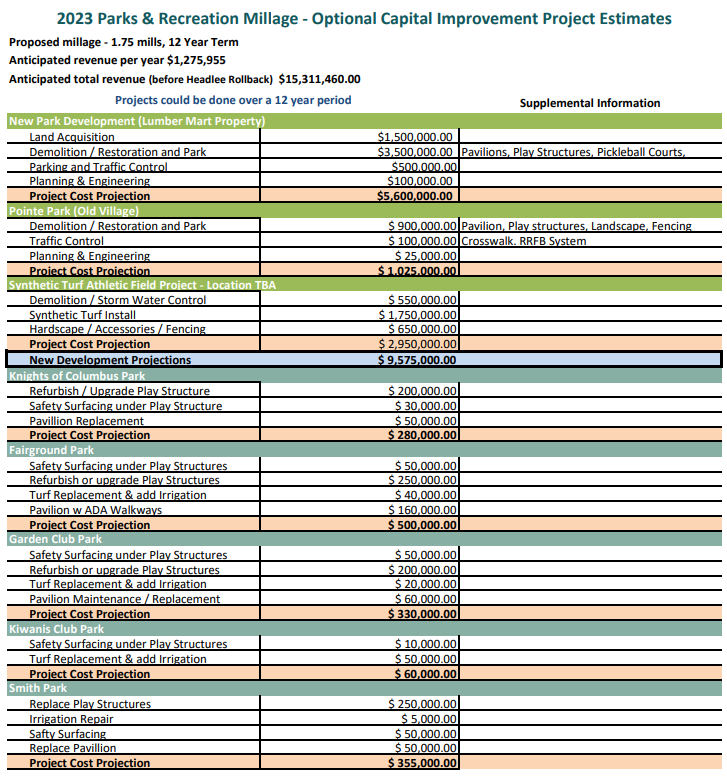 2023 Parks & Recreation Millage - Optional Capital Improvement Project Estimates
Proposed millage - 1.75 mills, 12 Year Term
Anticipated revenue per year $1,275,955
Anticipated total revenue (before Headlee Rollback) $15,311,460.00
Projects could be done over a 12 year period Supplemental Information
New Park Development (Lumber Mart Property)
Land Acquisition $1,500,000.00
Demolition / Restoration and Park $3,500,000.00 Pavilions, Play Structures, Pickleball Courts,
Parking and Traffic Control $500,000.00
Planning & Engineering $100,000.00
Project Cost Projection $5,600,000.00
Pointe Park (Old Village)
Demolition / Restoration and Park $ 900,000.00 Pavilion, Play structures, Landscape, Fencing
Traffic Control $ 100,000.00 Crosswalk. RRFB System
Planning & Engineering $ 25,000.00
Project Cost Projection $ 1,025,000.00
Synthetic Turf Athletic Field Project - Location TBA
Demolition / Storm Water Control $ 550,000.00
Synthetic Turf Install $ 1,750,000.00
Hardscape / Accessories / Fencing $ 650,000.00
Project Cost Projection $ 2,950,000.00
New Development Projections $ 9,575,000.00
Knights of Columbus Park
Refurbish / Upgrade Play Structure $ 200,000.00
Safety Surfacing under Play Structure $ 30,000.00
Pavillion Replacement $ 50,000.00
Project Cost Projection $ 280,000.00
Fairground Park
Safety Surfacing under Play Structures $ 50,000.00
Refurbish or upgrade Play Structures $ 250,000.00
Turf Replacement & add Irrigation $ 40,000.00
Pavilion w ADA Walkways $ 160,000.00
Project Cost Projection $ 500,000.00
Garden Club Park
Safety Surfacing under Play Structures $ 50,000.00
Refurbish or upgrade Play Structures $ 200,000.00
Turf Replacement & add Irrigation $ 20,000.00
Pavilion Maintenance / Replacement $ 60,000.00
Project Cost Projection $ 330,000.00
Kiwanis Club Park
Safety Surfacing under Play Structures $ 10,000.00
Turf Replacement & add Irrigation $ 50,000.00
Project Cost Projection $ 60,000.00
Smith Park
Replace Play Structures $ 250,000.00
Irrigation Repair $ 5,000.00
Safty Surfacing $ 50,000.00
Replace Pavillion $ 50,000.00
Project Cost Projection $ 355,000.00